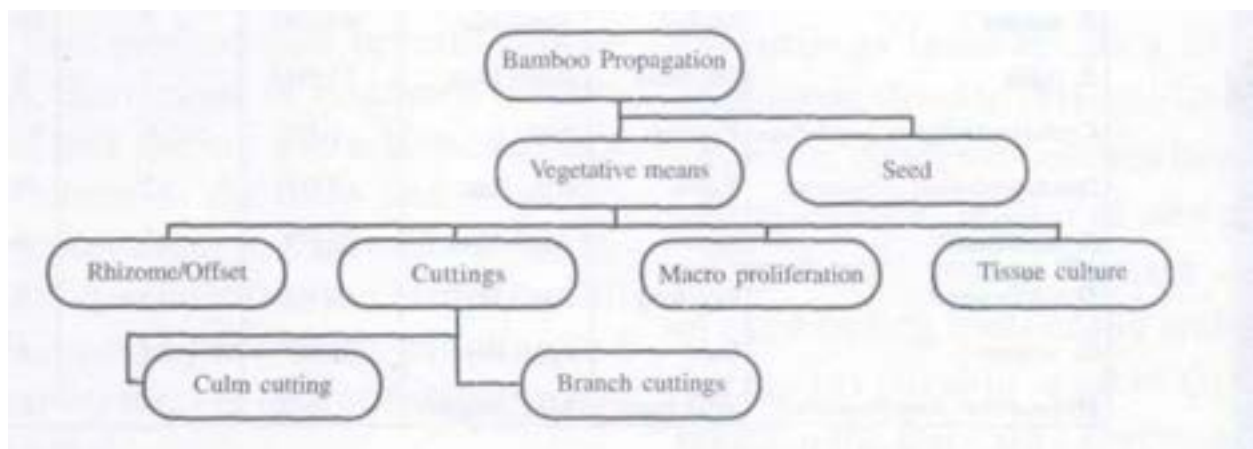 Bamboo Propagation
Vegetative means
Seed
Rhizome/Offset
Cuttings
Macro proliferation
Tissue culture
Culm cutting
Branch cuttings